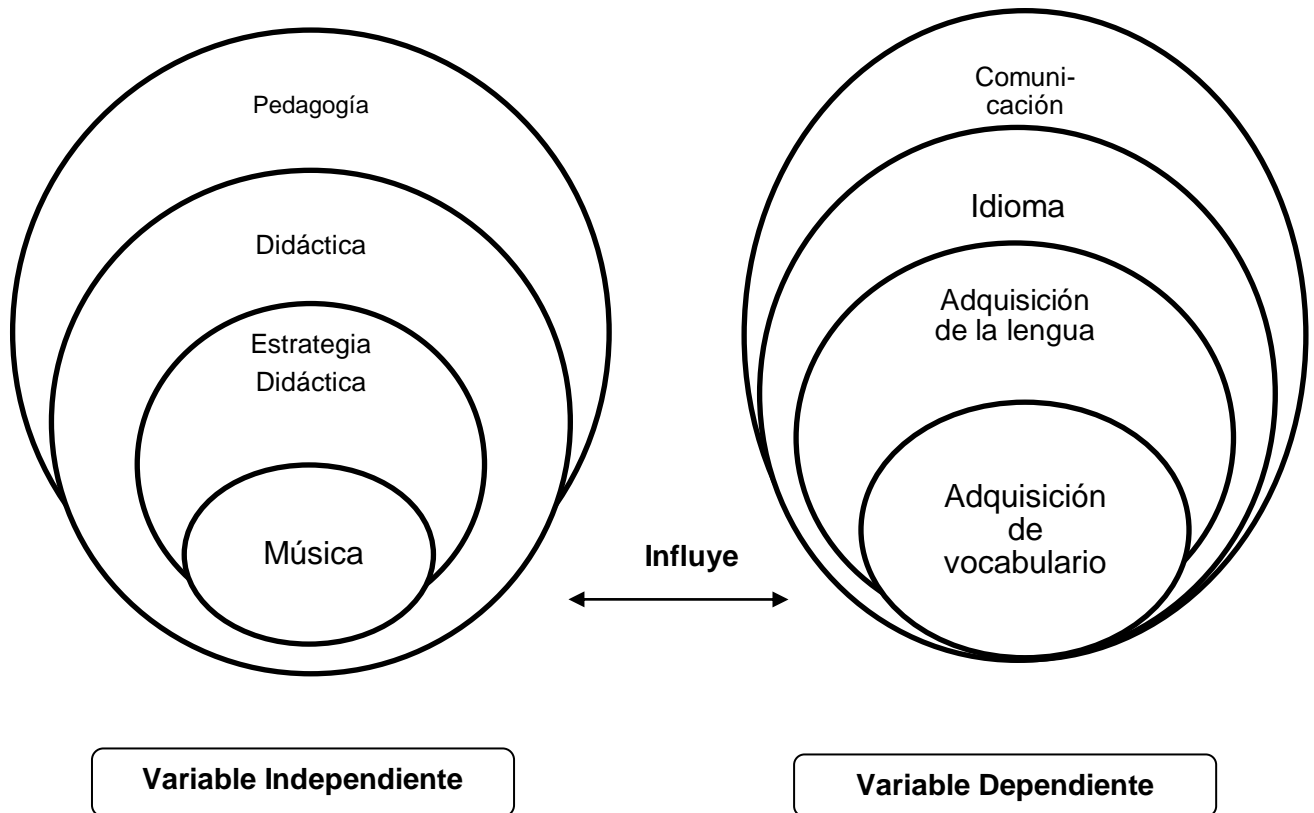 Pedagogía
Didáctica
Estrategia
Didáctica
Música
Influye
Comuni-
cación
Idioma
Adquisición
de la lengua
Adquisición
de
vocabulario
Variable Independiente
Variable Dependiente